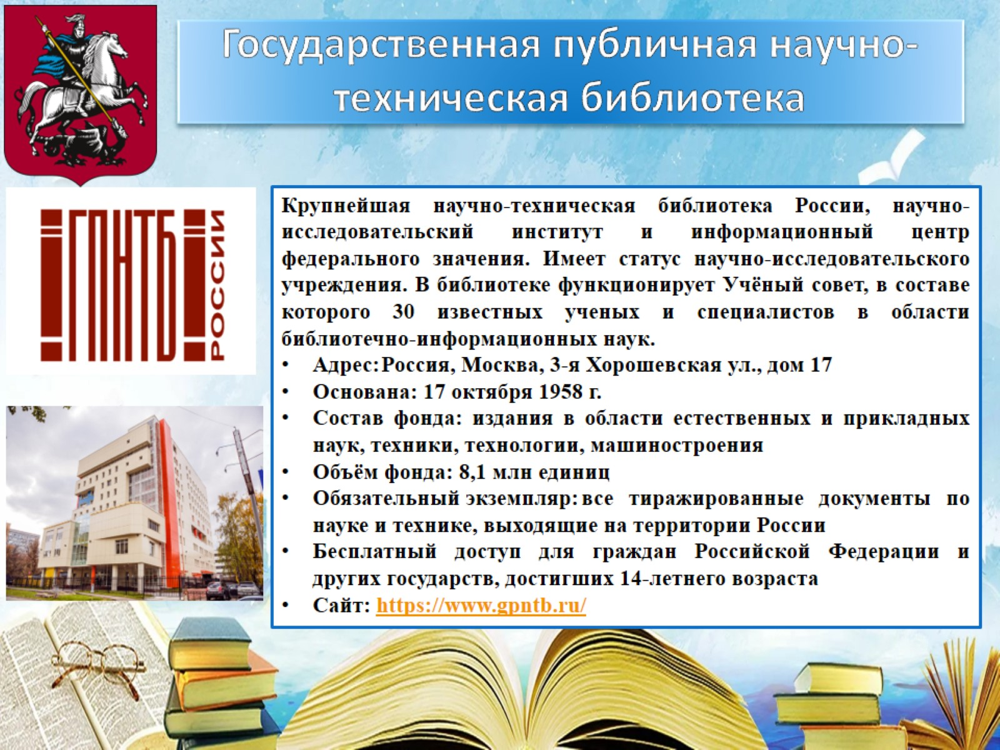 Государственная публичная научно-
техническая библиотека
ГПНТБ
РОССИИ
Крупнейшая научно-техническая библиотека России, научно-
исследовательский институт и информационный центр
федерального значения. Имеет статус научно-исследовательского
учреждения. В библиотеке функционирует Учёный совет, в составе
которого 30 известных ученых и специалистов в области
библиотечно-информационных наук.
• Адрес: Россия, Москва, 3-я Хорошевская ул., дом 17
• Основана: 17 октября 1958 г.
• Состав фонда: издания в области естественных и прикладных
наук, техники, технологии, машиностроения
• Объём фонда: 8,1 млн единиц
• Обязательный экземпляр: все тиражированные документы по
науке и технике, выходящие на территории России
• Бесплатный доступ для граждан Российской Федерации и
других государств, достигших 14-летнего возраста
• Сайт: https://www.gpntb.ru/